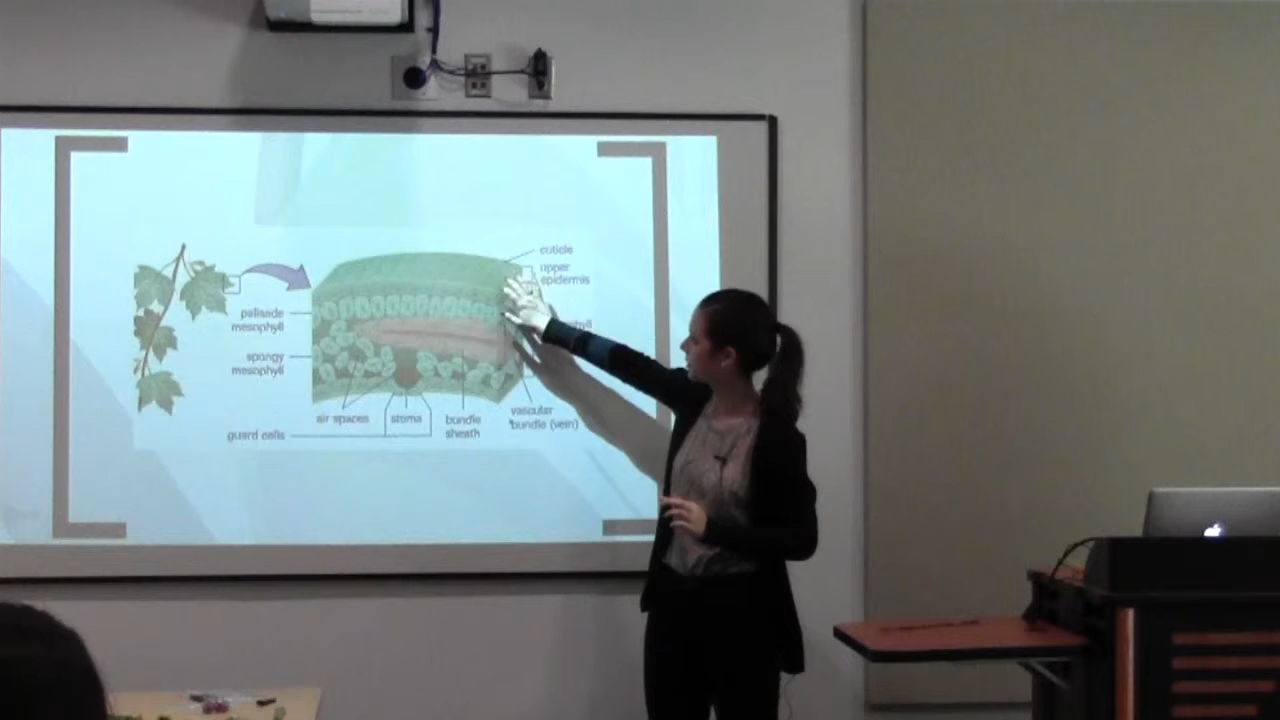 cuticle
upper
epidermis
palisade
mesophyll
spongy
mesophyll
air spaces
stoma
bundle
sheath
vascular
bundle (vein)
guard cells